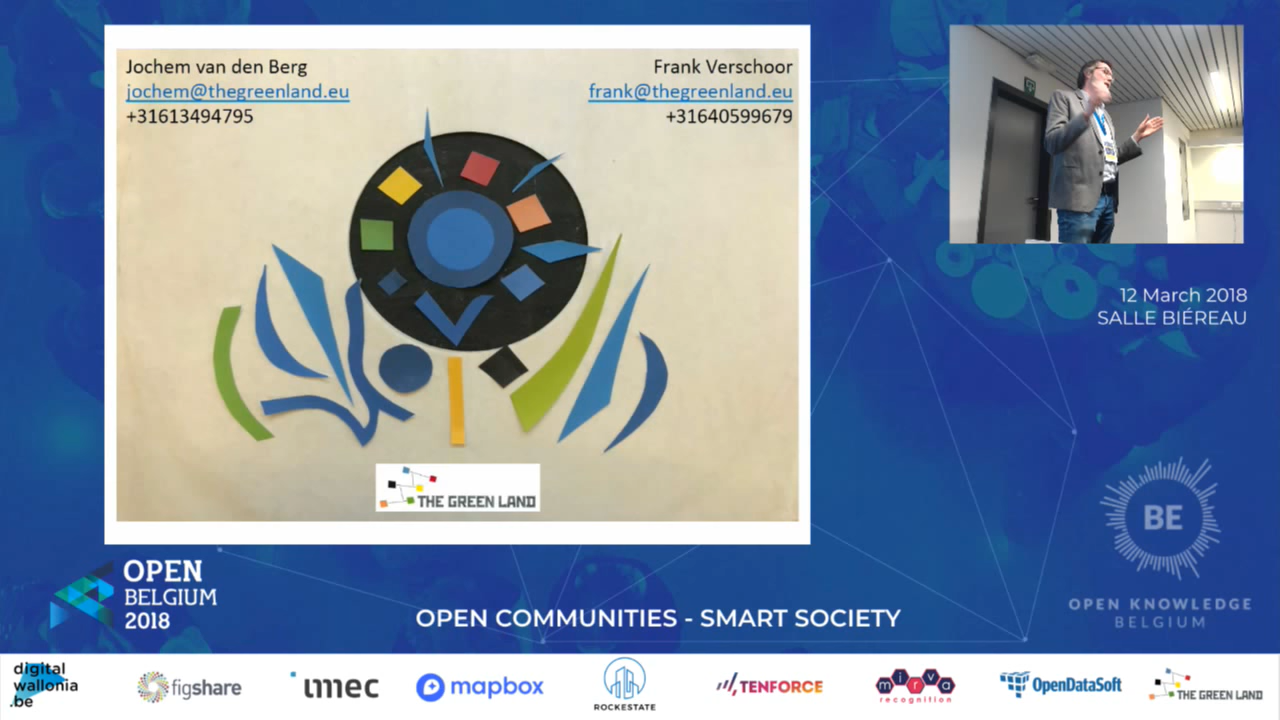 Jochem van den Berg
jochem@thegreenland.eu
+31613494795
Frank Verschoor
frank@thegreenland.eu
+31640599679
THE GREEN LAND
12 March 2018
SALLE BIÉREAU
BE
OPEN KNOWLEDGE
BELGIUM
OPEN
BELGIUM
2018
OPEN COMMUNITIES - SMART SOCIETY
digital
wallonia
.be
figshare
imec
mapbox
ROCKESTATE
TENFORCE
mirva
recognition
OpenDataSoft
THE GREEN LAND